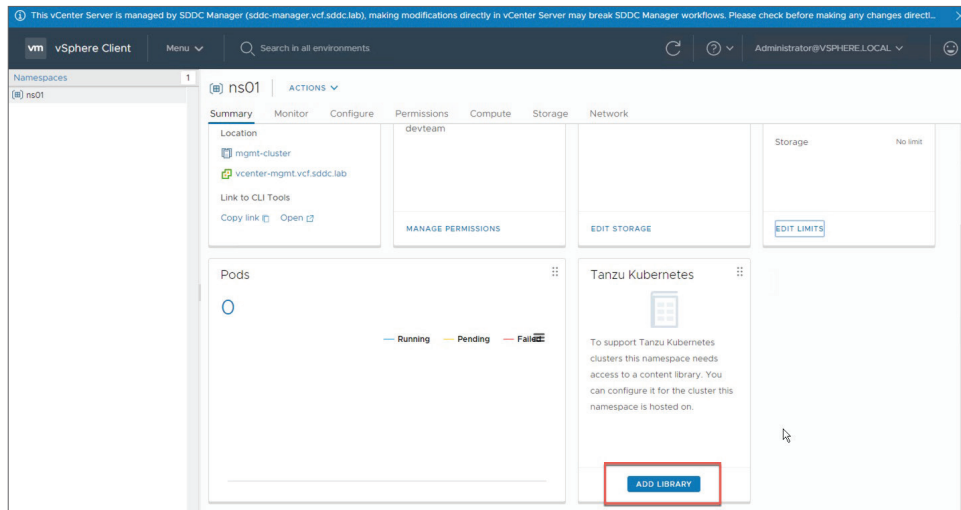 This vCenter Server is managed by SDDC Manager (sddc-manager.vcf.sddc.lab), making modifications directly in vCenter Server may break SDDC Manager workflows. Please check before making any changes directl...
vm vSphere Client Menu Search in all environments Administrator@VSPHERE.LOCAL
Namespaces 1
ns01
ns01 ACTIONS
Summary Monitor Configure Permissions Compute Storage Network
Location
mgmt-cluster
vcenter-mgmt.vcf.sddc.lab
Link to CLI Tools
Copy link Open
devteam
MANAGE PERMISSIONS
EDIT STORAGE
Storage No limit
EDIT LIMITS
Pods
0
Running Pending Failed
Tanzu Kubernetes
To support Tanzu Kubernetes
clusters this namespace needs
access to a content library. You
can configure it for the cluster this
namespace is hosted on.
ADD LIBRARY